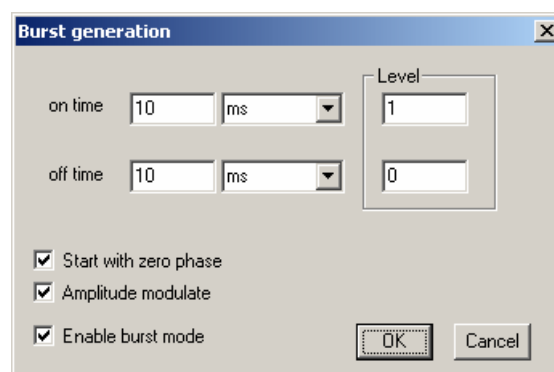 Burst generation
Level
on time 10 ms 1
off time 10 ms 0
Start with zero phase
Amplitude modulate
Enable burst mode
OK Cancel